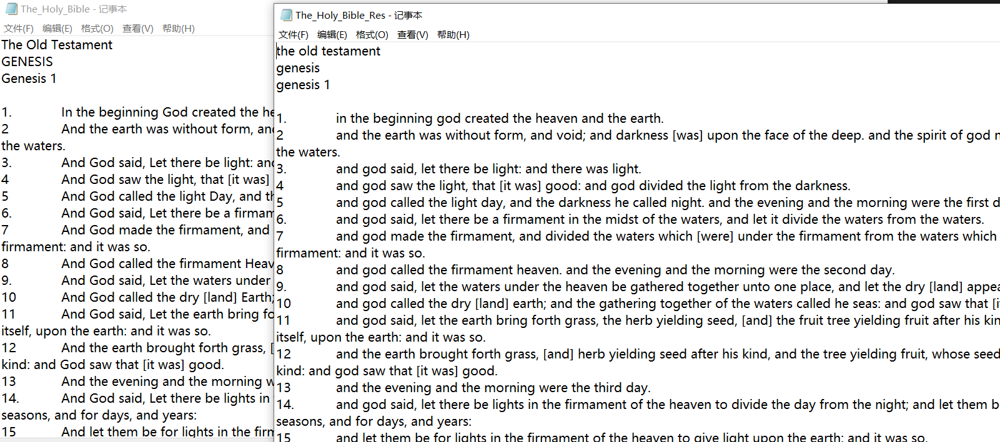 The_Holy_Bible - 记事本
文件(F) 编辑(E) 格式(O) 查看(V) 帮助(H)
The Old Testament
GENESIS
Genesis 1
1. In the beginning God created the he
2 And the earth was without form, an
the waters.
3. And God said, Let there be light: an
4 And God saw the light, that [it was]
5 And God called the light Day, and th
6. And God said, Let there be a firmam
7 And God made the firmament, and
firmament: and it was so.
8 And God called the firmament Heav
9. And God said, Let the waters under
10 And God called the dry [land] Earth;
11 And God said, Let the earth bring fo
itself, upon the earth: and it was so.
12 And the earth brought forth grass, [
kind: and God saw that [it was] good.
13 And the evening and the morning w
14. And God said, Let there be lights in
seasons, and for days, and years:
15 And let them be for lights in the firm
The_Holy_Bible_Res - 记事本
文件(F) 编辑(E) 格式(O) 查看(V) 帮助(H)
the old testament
genesis
genesis 1
1. in the beginning god created the heaven and the earth.
2 and the earth was without form, and void; and darkness [was] upon the face of the deep. and the spirit of god m
the waters.
3. and god said, let there be light: and there was light.
4 and god saw the light, that [it was] good: and god divided the light from the darkness.
5 and god called the light day, and the darkness he called night. and the evening and the morning were the first d
6. and god said, let there be a firmament in the midst of the waters, and let it divide the waters from the waters.
7 and god made the firmament, and divided the waters which [were] under the firmament from the waters which
firmament: and it was so.
8 and god called the firmament heaven. and the evening and the morning were the second day.
9. and god said, let the waters under the heaven be gathered together unto one place, and let the dry [land] appea
10 and god called the dry [land] earth; and the gathering together of the waters called he seas: and god saw that [it
11 and god said, let the earth bring forth grass, the herb yielding seed, [and] the fruit tree yielding fruit after his kin
itself, upon the earth: and it was so.
12 and the earth brought forth grass, [and] herb yielding seed after his kind, and the tree yielding fruit, whose seed
kind: and god saw that [it was] good.
13 and the evening and the morning were the third day.
14. and god said, let there be lights in the firmament of the heaven to divide the day from the night; and let them b
seasons, and for days, and years:
15 and let them be for lights in the firmament of the heaven to give light upon the earth: and it was so.